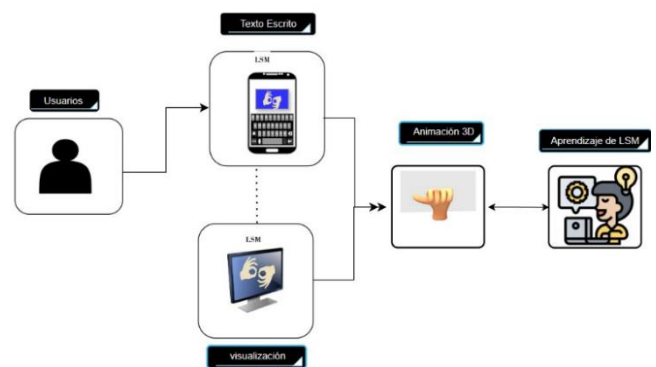 Texto Escrito
LSM
Usuarios
Animación 3D
Aprendizaje de LSM
LSM
visualización